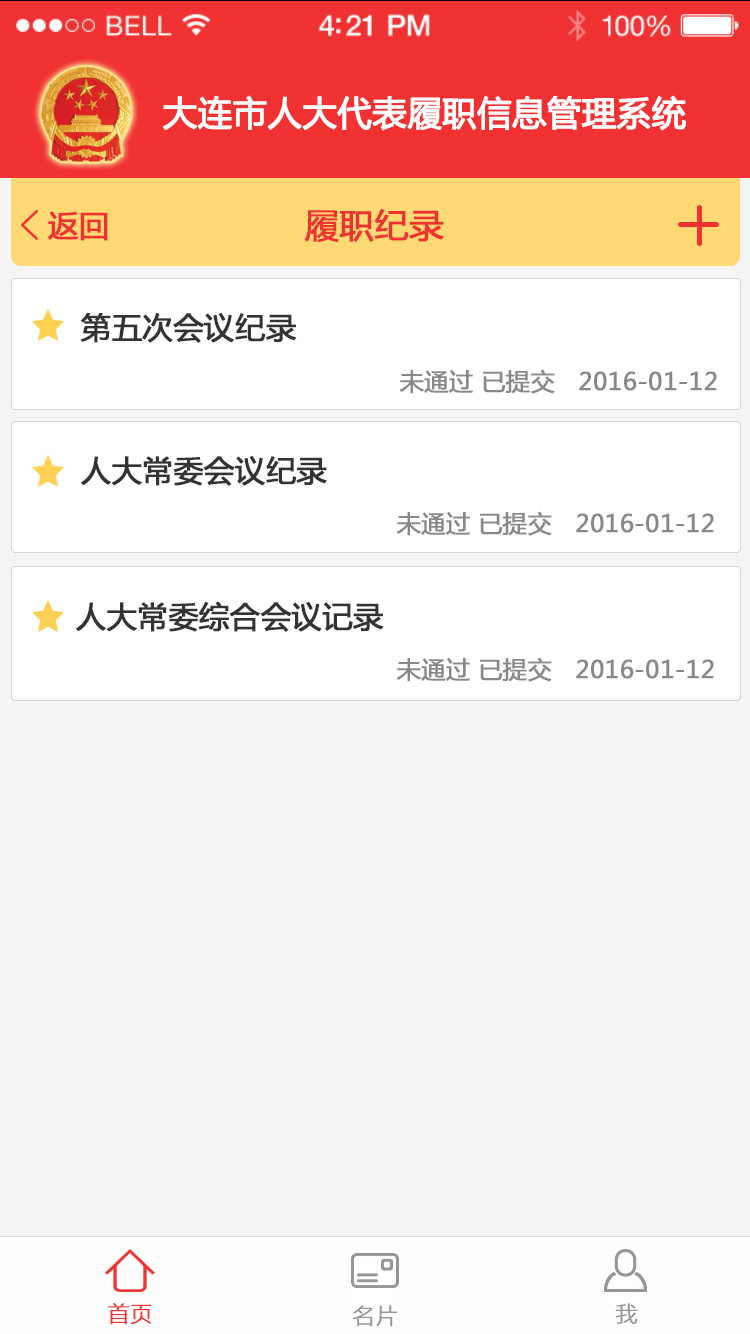 BELL 4:21 PM 100%
大连市人大代表履职信息管理系统
返回 履职纪录
第五次会议纪录
未通过 已提交 2016-01-12
人大常委会议纪录
未通过 已提交 2016-01-12
人大常委综合会议记录
未通过 已提交 2016-01-12
首页 名片 我